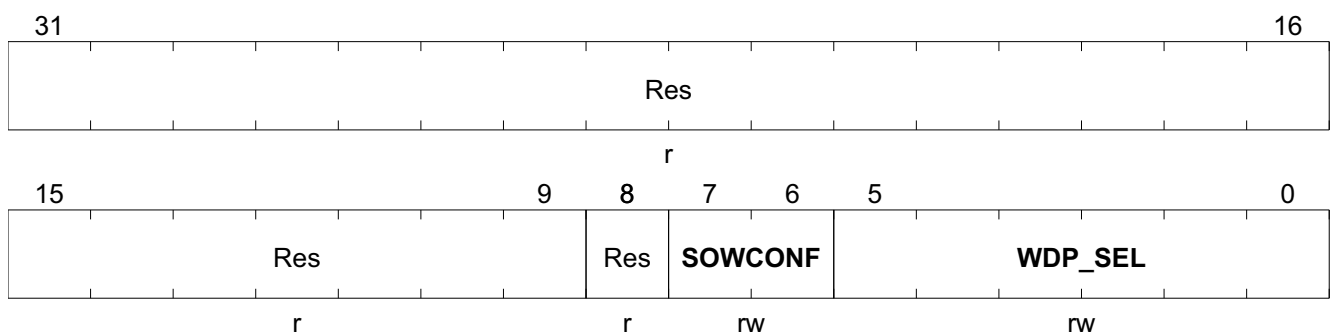 31 16
Res
r
15 9 8 7 6 5 0
Res Res SOWCONF WDP_SEL
r r rw rw